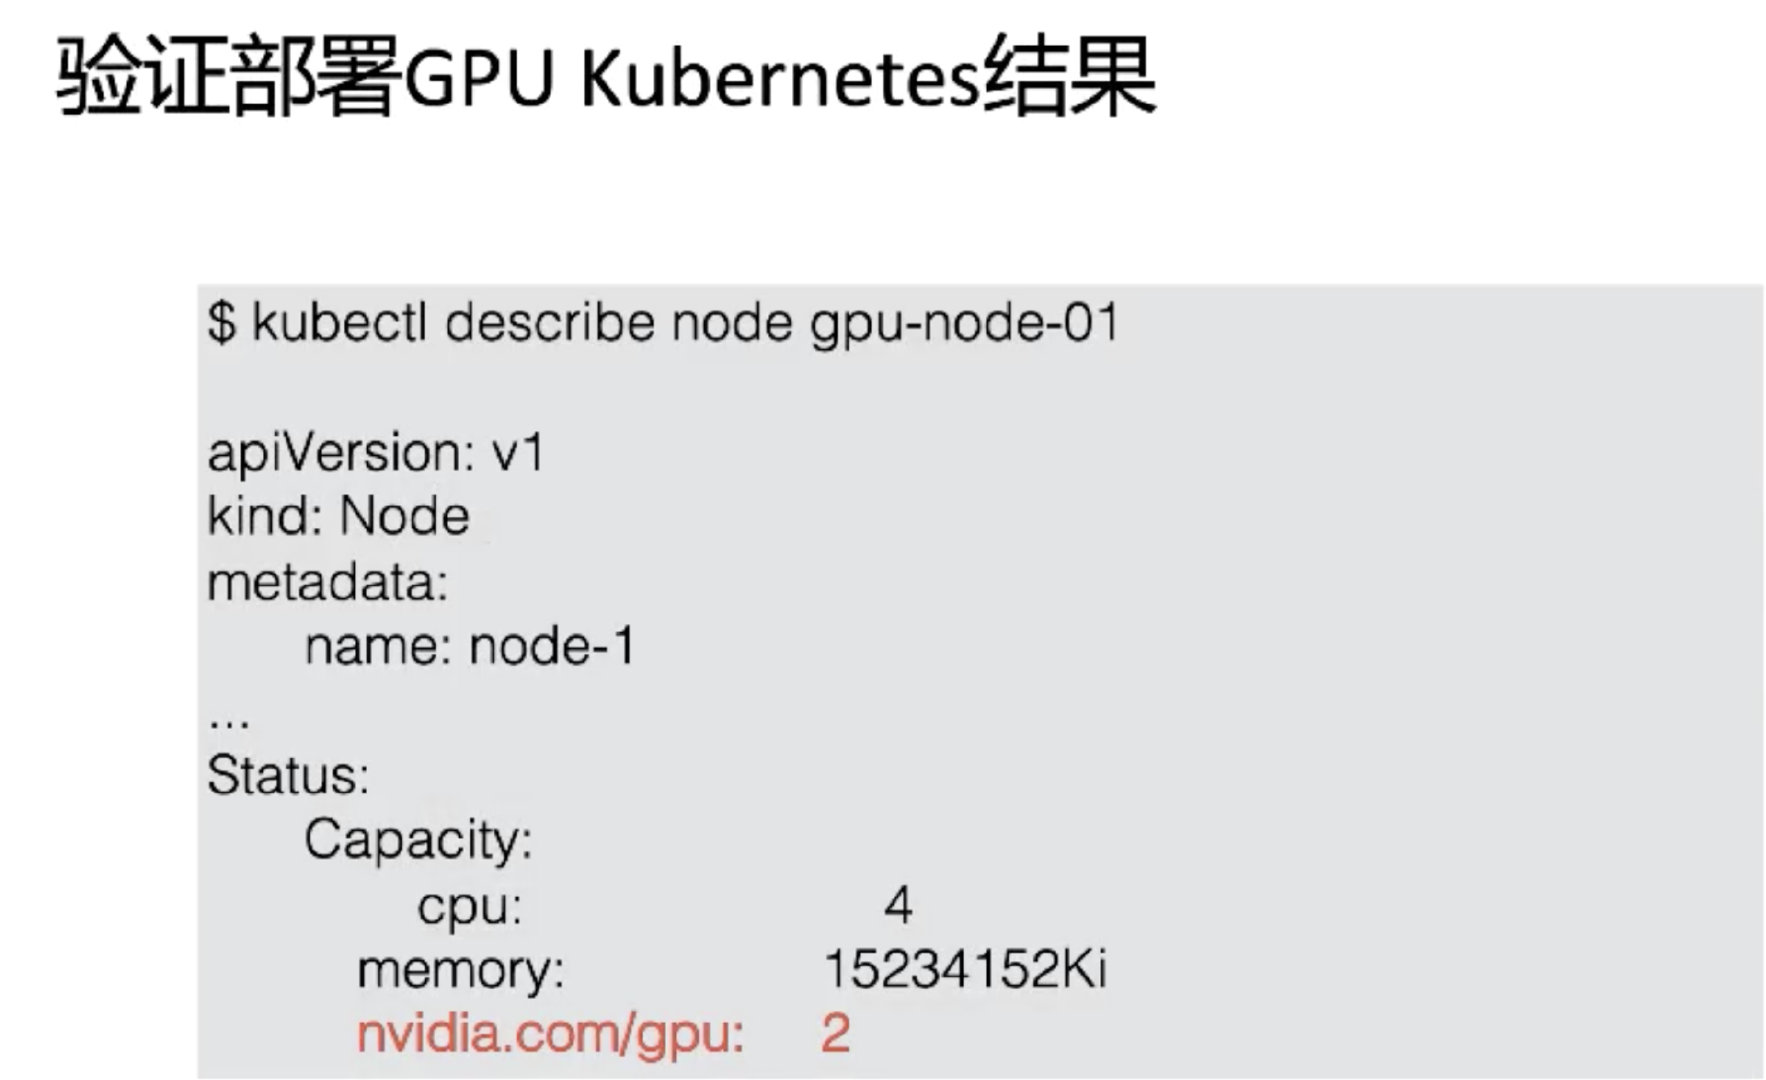 验证部署GPU Kubernetes结果
$ kubectl describe node gpu-node-01
apiVersion: v1
kind: Node
metadata:
name: node-1
...
Status:
Capacity:
cpu: 4
memory: 15234152Ki
nvidia.com/gpu: 2